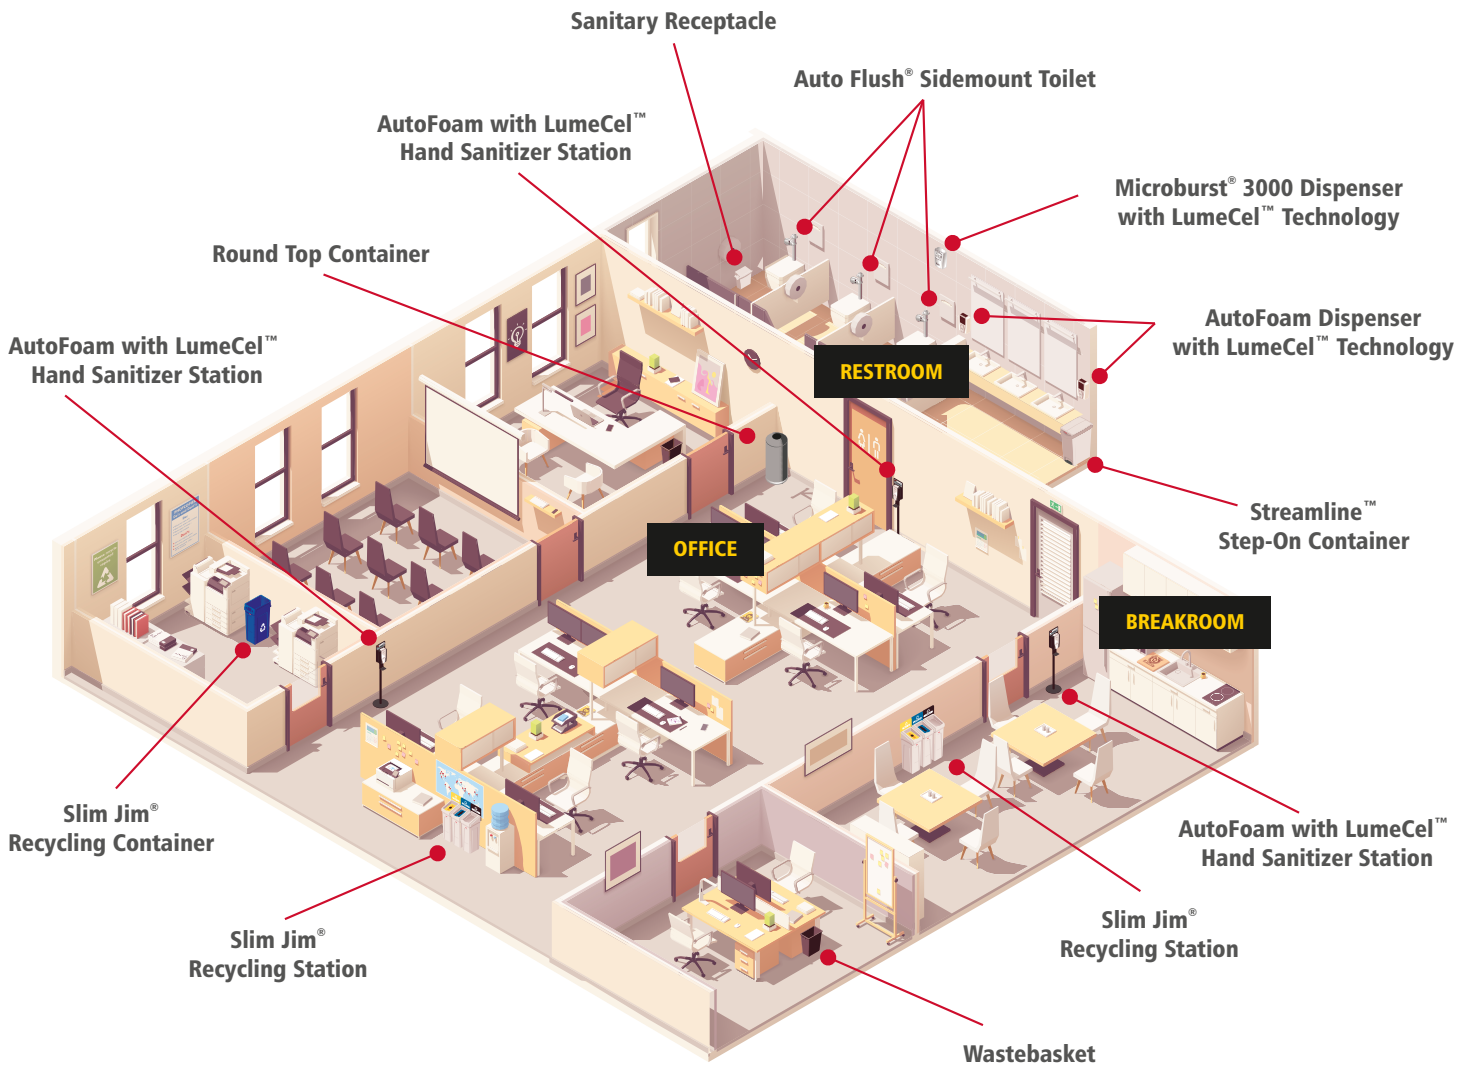 Sanitary Receptacle
Auto Flush® Sidemount Toilet
AutoFoam with LumeCel™
Hand Sanitizer Station
Microburst® 3000 Dispenser
with LumeCel™ Technology
Round Top Container
AutoFoam Dispenser
with LumeCel™ Technology
AutoFoam with LumeCel™
Hand Sanitizer Station
RESTROOM
Streamline™
Step-On Container
OFFICE
BREAKROOM
Slim Jim®
Recycling Container
AutoFoam with LumeCel™
Hand Sanitizer Station
Slim Jim®
Recycling Station
Slim Jim®
Recycling Station
Wastebasket